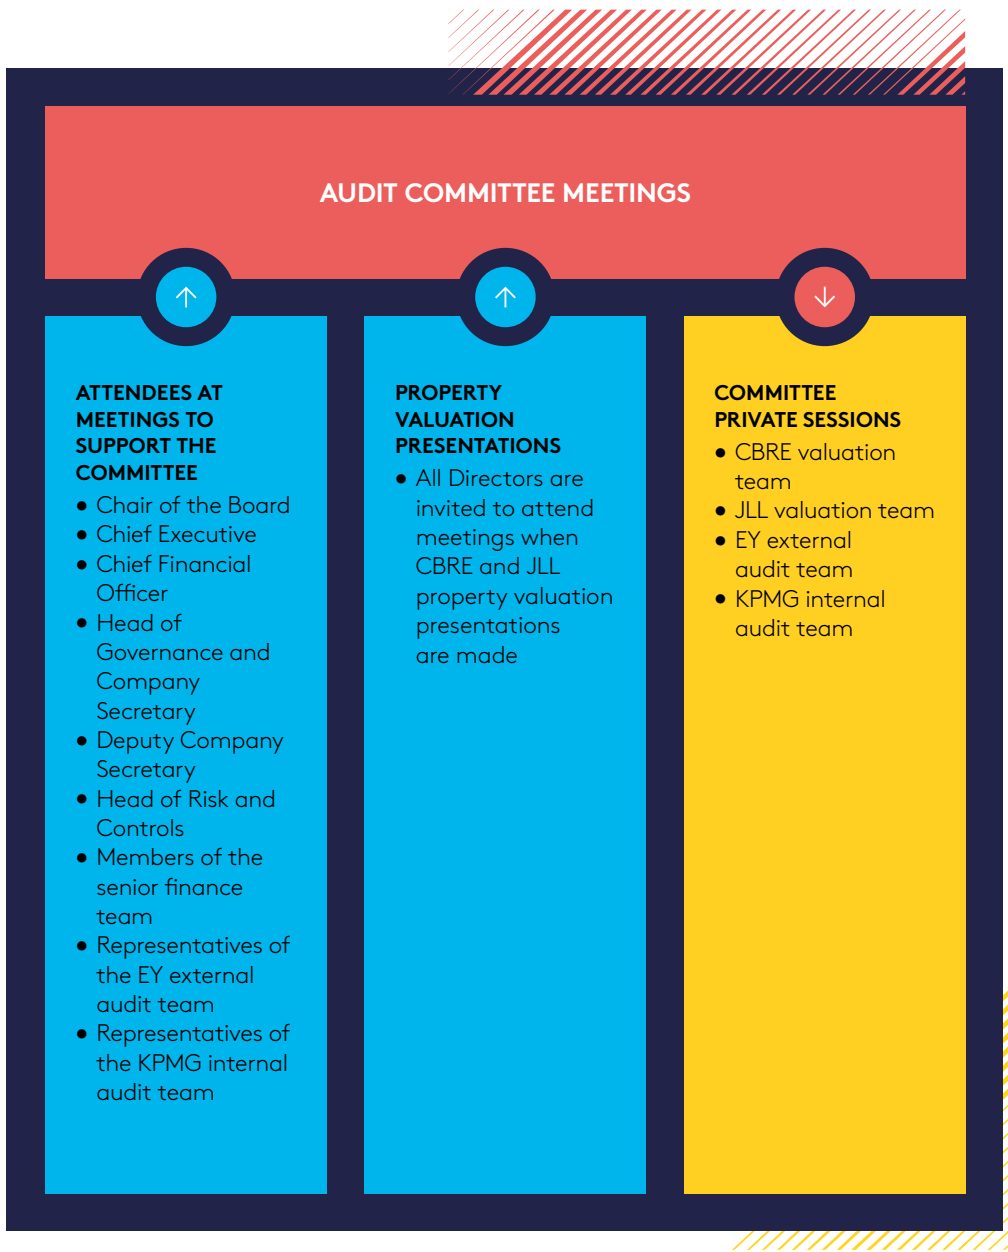 AUDIT COMMITTEE MEETINGS
ATTENDEES AT
MEETINGS TO
SUPPORT THE
COMMITTEE
• Chair of the Board
• Chief Executive
• Chief Financial
Officer
• Head of
Governance and
Company
Secretary
• Deputy Company
Secretary
• Head of Risk and
Controls
• Members of the
senior finance
team
• Representatives of
the EY external
audit team
• Representatives of
the KPMG internal
audit team
PROPERTY
VALUATION
PRESENTATIONS
• All Directors are
invited to attend
meetings when
CBRE and JLL
property valuation
presentations
are made
COMMITTEE
PRIVATE SESSIONS
• CBRE valuation
team
• JLL valuation team
• EY external
audit team
• KPMG internal
audit team